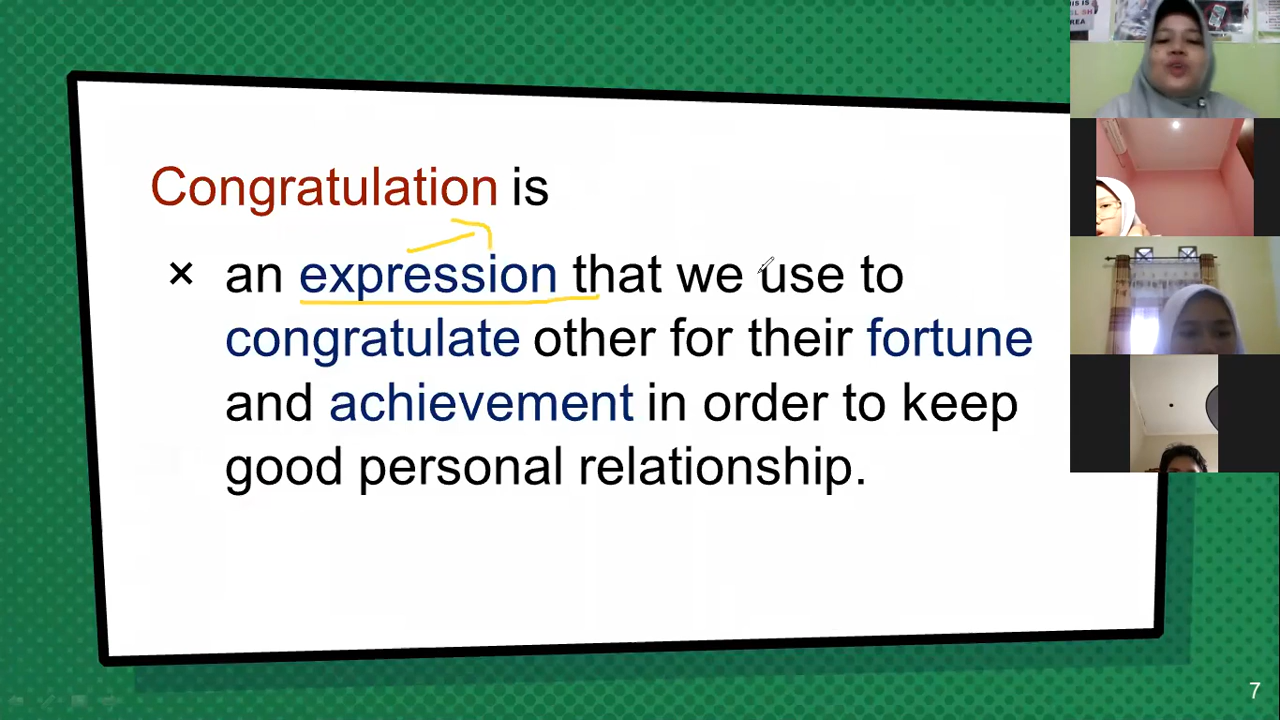 Congratulation is
× an expression that we use to
congratulate other for their fortune
and achievement in order to keep
good personal relationship.
7